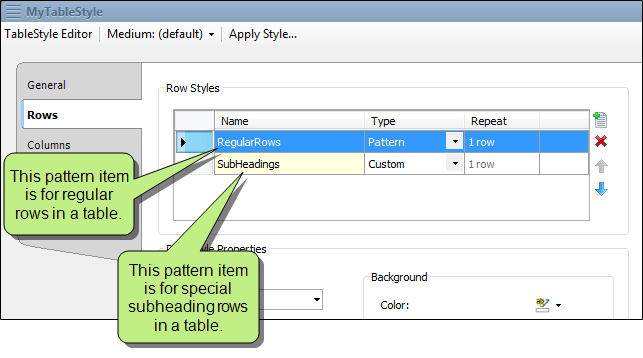 MyTableStyle
TableStyle Editor Medium: (default) Apply Style...
General
Rows
Columns
Row Styles
Name Type Repeat
RegularRows Pattern 1 row
SubHeadings Custom 1 row
This pattern item
is for regular
rows in a table.
This pattern item
is for special
subheading rows
in a table.
Style Properties
Background
Color: